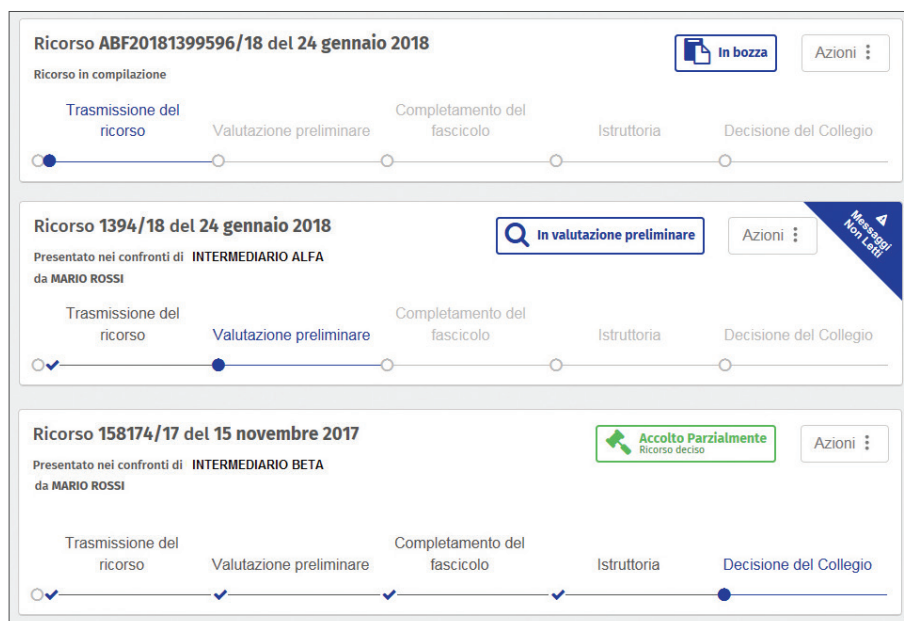 Ricorso ABF20181399596/18 del 24 gennaio 2018
In bozza
Azioni
Ricorso in compilazione
Trasmissione del
ricorso
Valutazione preliminare
Completamento del
fascicolo
Istruttoria
Decisione del Collegio
Ricorso 1394/18 del 24 gennaio 2018
In valutazione preliminare
Azioni
Messaggi
Non Letti
Presentato nei confronti di INTERMEDIARIO ALFA
da MARIO ROSSI
Trasmissione del
ricorso
Valutazione preliminare
Completamento del
fascicolo
Istruttoria
Decisione del Collegio
Ricorso 158174/17 del 15 novembre 2017
Accolto Parzialmente
Ricorso deciso
Azioni
Presentato nei confronti di INTERMEDIARIO BETA
da MARIO ROSSI
Trasmissione del
ricorso
Valutazione preliminare
Completamento del
fascicolo
Istruttoria
Decisione del Collegio